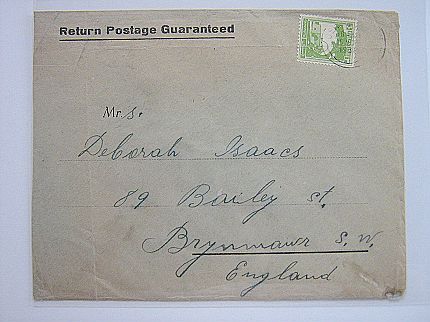 Return Postage Guaranteed
Mrs.
Deborah Isaacs
89 Bailey st.
Brynmawr S.W.
England